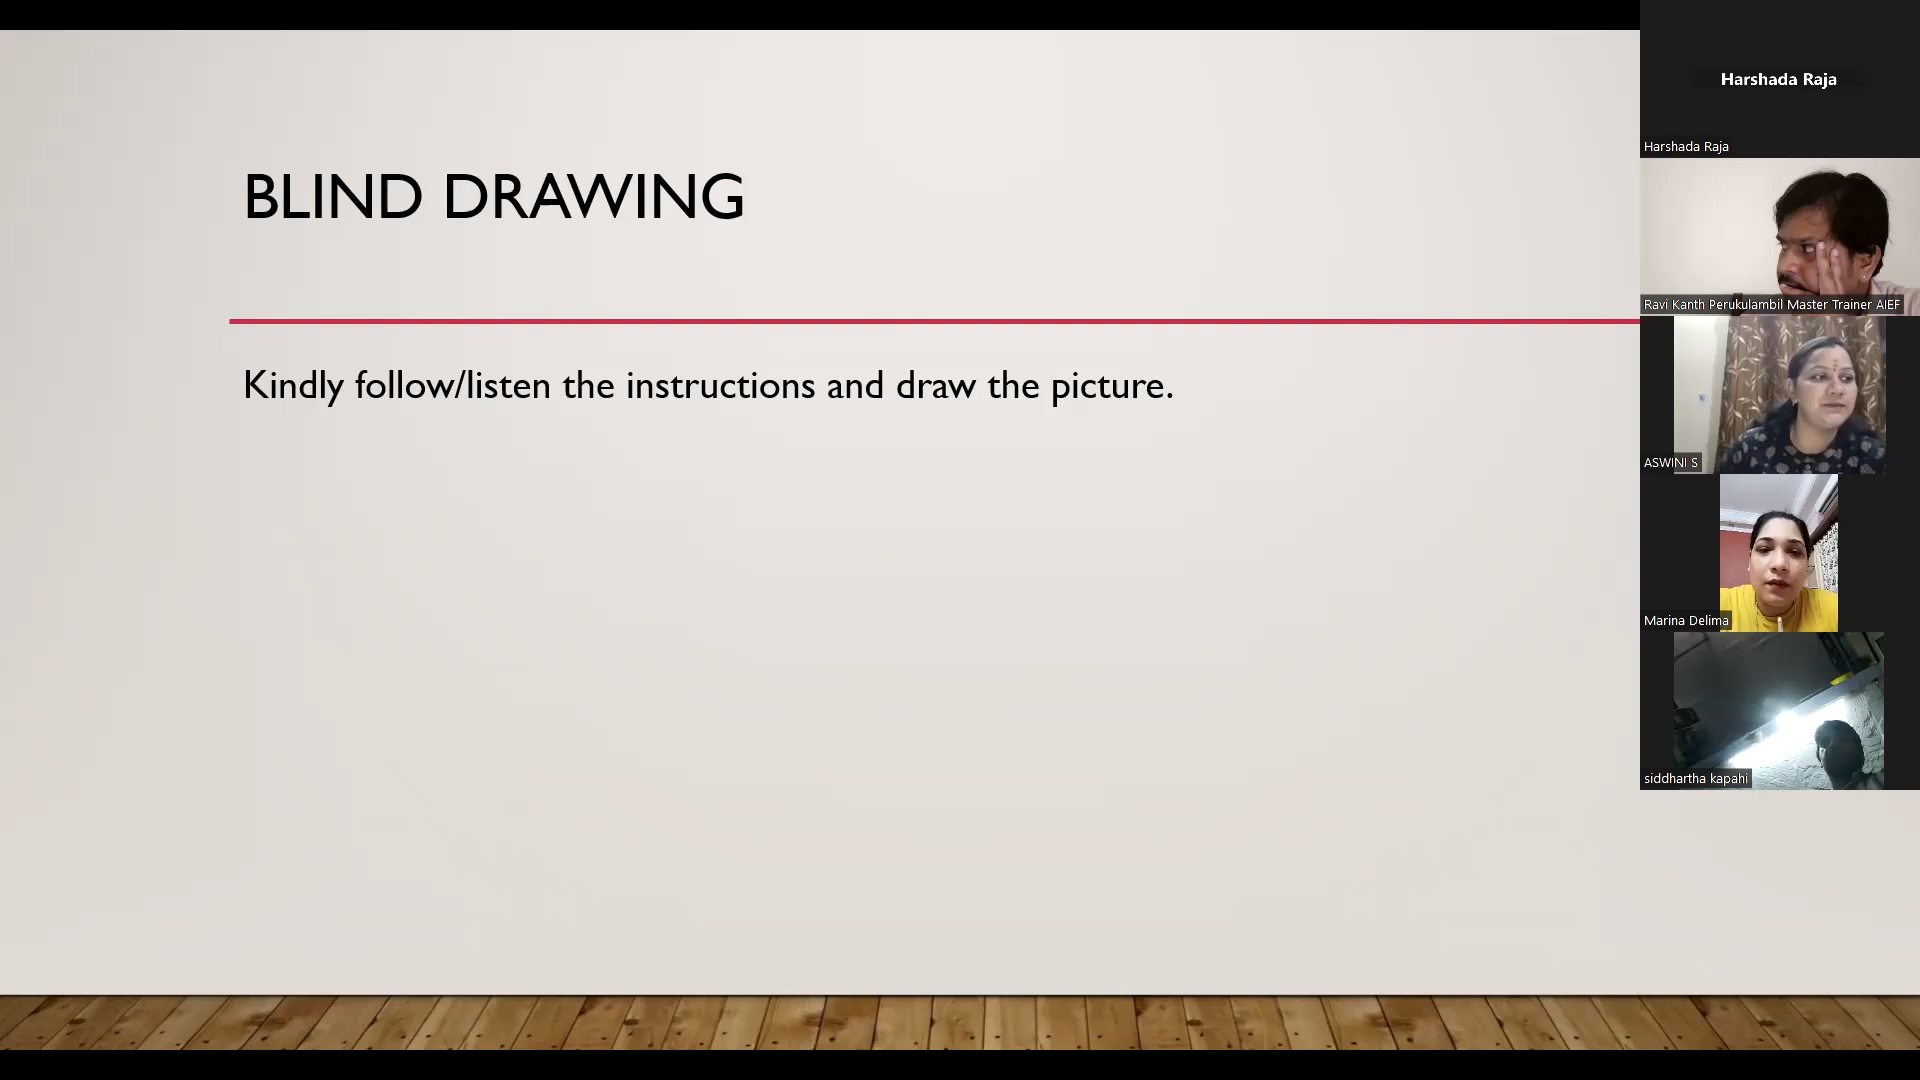 BLIND DRAWING
Kindly follow/listen the instructions and draw the picture.
Harshada Raja
Harshada Raja
Ravi Kanth Perukulambil Master Trainer AIEF
ASWINI S
Marina Delima
siddhartha kapahi